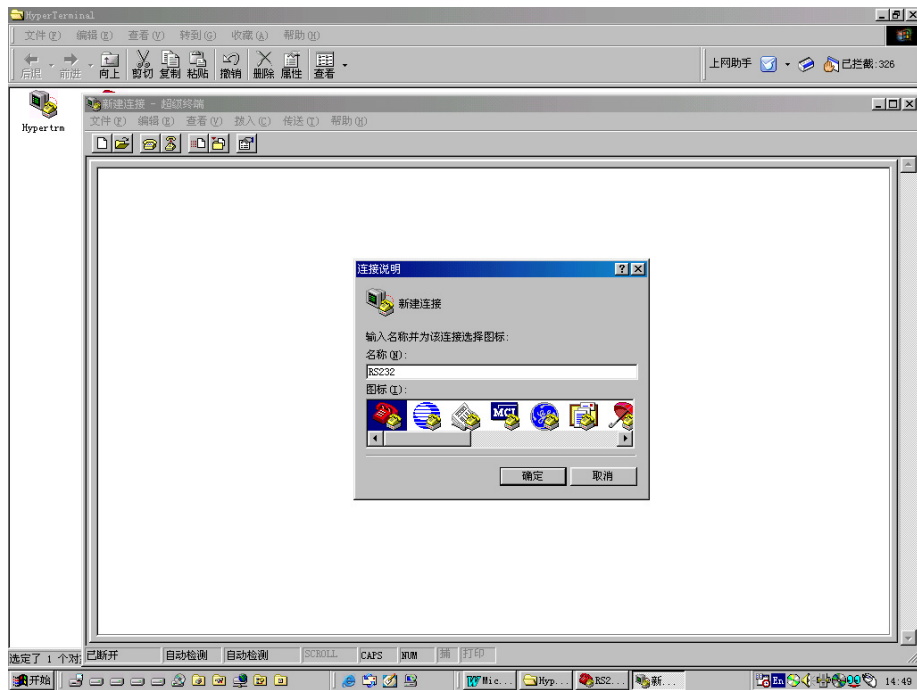 HyperTerminal
文件(F) 编辑(E) 查看(V) 转到(G) 收藏(A) 帮助(H)
后退 前进 向上 剪切 复制 粘贴 撤销 删除 属性 查看 上网助手 已拦截:326
Hypertrm
新建连接 - 超级终端
文件(F) 编辑(E) 查看(V) 拨入(C) 传送(T) 帮助(H)
连接说明
新建连接
输入名称并为该连接选择图标:
名称(N):
RS232
图标(I):
MCI
确定 取消
选定了 1 个对 已断开 自动检测 自动检测 SCROLL CAPS NUM 捕 打印
开始 Mic... Hyp... RS2... 新... En 14:49